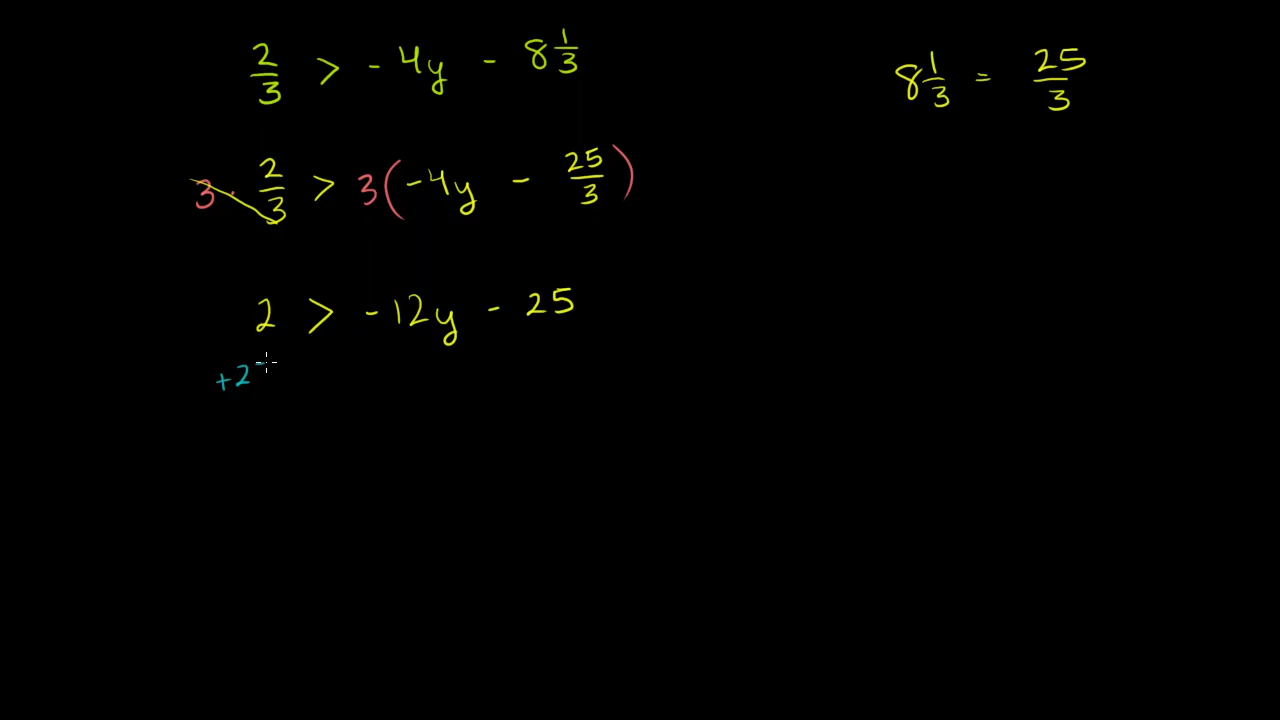 2/3 > -4y - 8 1/3
8 1/3 = 25/3
3 · 2/3 > 3(-4y - 25/3)
2 > -12y - 25
+2